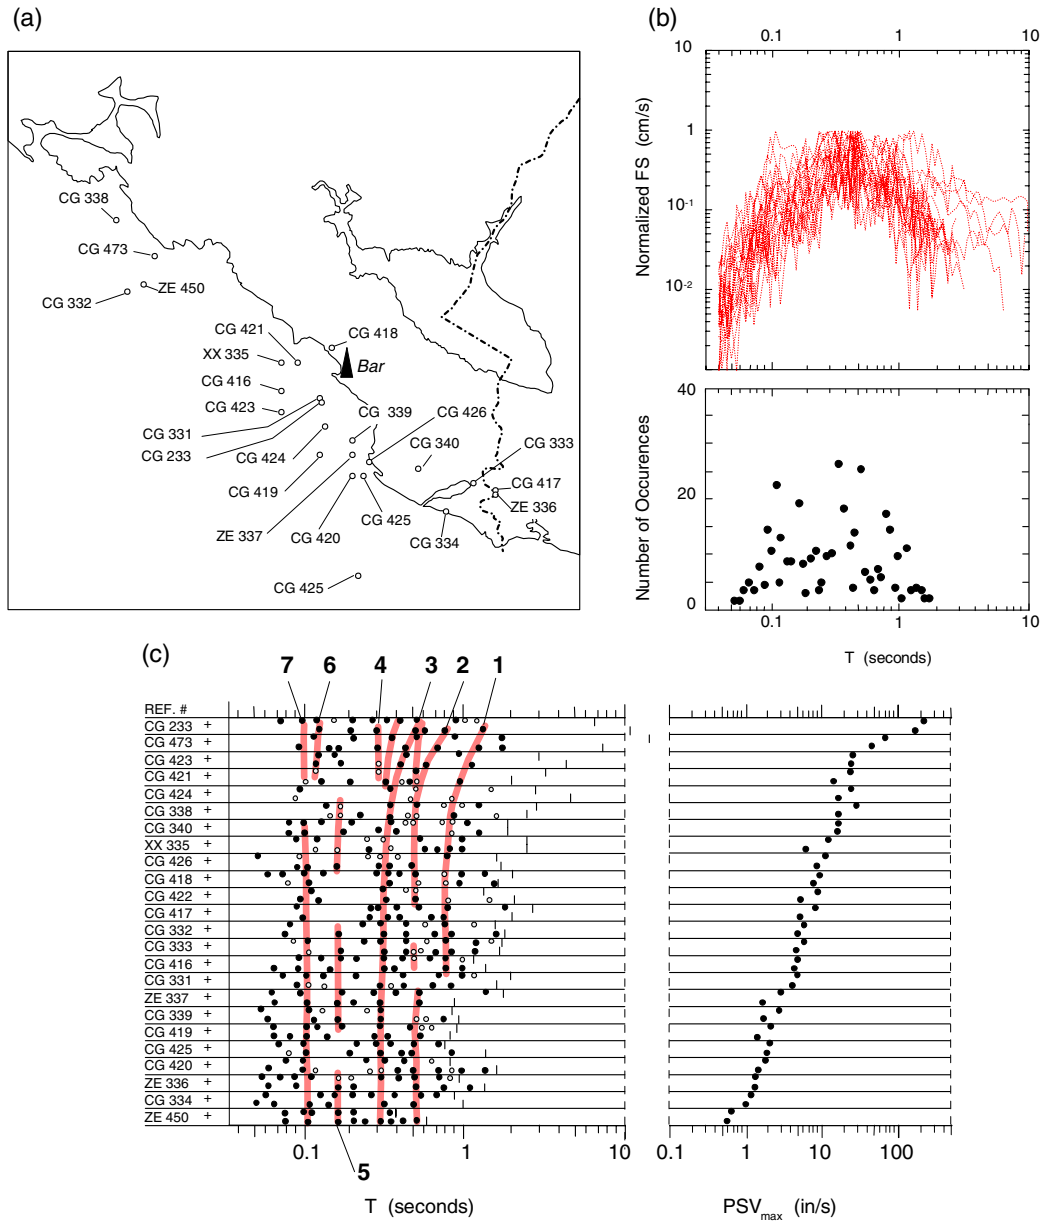 (a)
CG 338
CG 473
CG 332
ZE 450
CG 421
CG 418
XX 335
Bar
CG 416
CG 423
CG 339
CG 426
CG 331
CG 233
CG 424
CG 340
CG 333
CG 419
CG 417
ZE 336
ZE 337
CG 420
CG 425
CG 334
CG 425
(b)
0.1 1 10
Normalized FS (cm/s)
10
1
10-1
10-2
Number of Occurences
40
20
0
0.1 1 10
T (seconds)
(c)
7 6 4 3 2 1
REF. #
CG 233 +
CG 473 +
CG 423 +
CG 421 +
CG 424 +
CG 338 +
CG 340 +
XX 335 +
CG 426 +
CG 418 +
CG 422 +
CG 417 +
CG 332 +
CG 333 +
CG 416 +
CG 331 +
ZE 337 +
CG 339 +
CG 419 +
CG 425 +
CG 420 +
ZE 336 +
CG 334 +
ZE 450 +
0.1 1 10
5
T (seconds)
0.1 1 10 100
PSVmax (in/s)